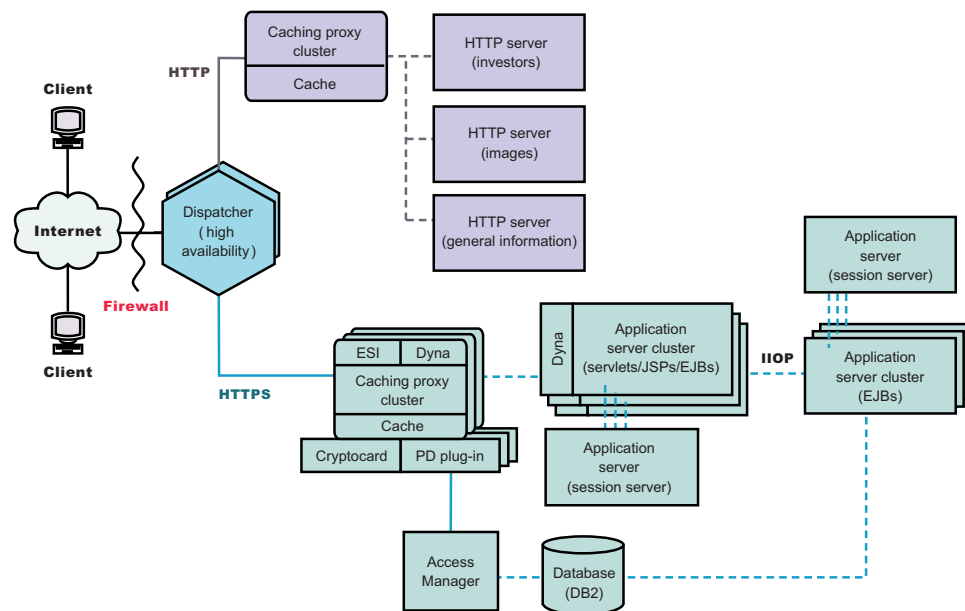 Caching proxy
cluster
Cache
HTTP
HTTP server
(investors)
HTTP server
(images)
HTTP server
(general information)
Client
Internet
Client
Firewall
Dispatcher
( high
availability)
HTTPS
ESI
Dyna
Caching proxy
cluster
Cache
Cryptocard
PD plug-in
Dyna
Application
server cluster
(servlets/JSPs/EJBs)
Application
server
(session server)
IIOP
Application
server
(session server)
Application
server cluster
(EJBs)
Access
Manager
Database
(DB2)